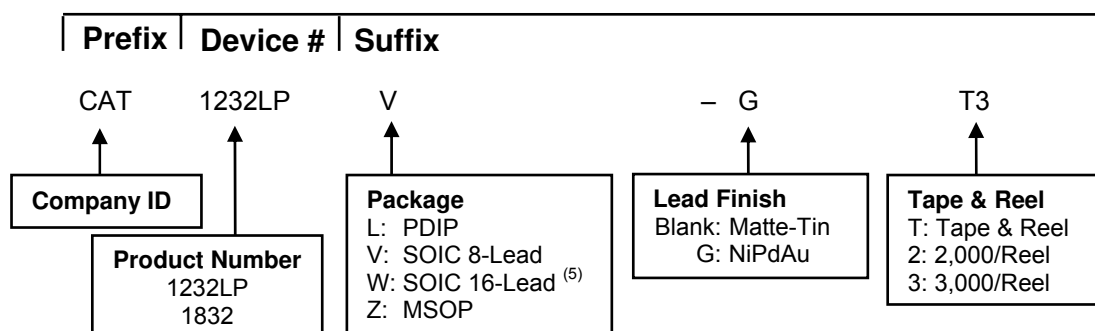 Prefix Device # Suffix
CAT 1232LP V – G T3
Company ID
Product Number
1232LP
1832
Package
L: PDIP
V: SOIC 8-Lead
W: SOIC 16-Lead (5)
Z: MSOP
Lead Finish
Blank: Matte-Tin
G: NiPdAu
Tape & Reel
T: Tape & Reel
2: 2,000/Reel
3: 3,000/Reel